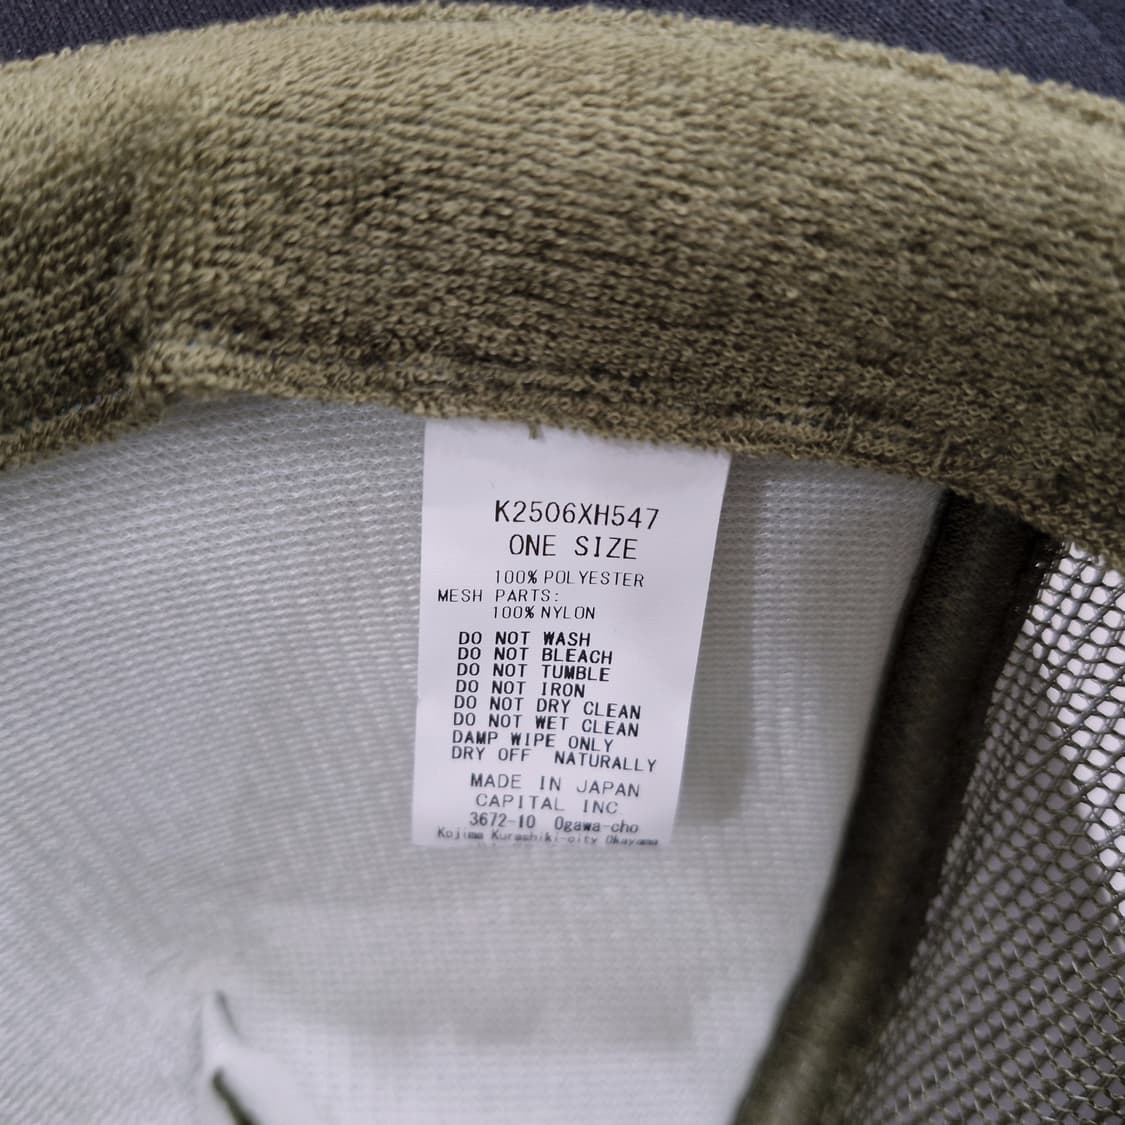 K2506XH547
ONE SIZE
100% POLYESTER
MESH PARTS:
100% NYLON
DO NOT WASH
DO NOT BLEACH
DO NOT TUMBLE
DO NOT IRON
DO NOT DRY CLEAN
DO NOT WET CLEAN
DAMP WIPE ONLY
DRY OFF NATURALLY
MADE IN JAPAN
CAPITAL INC.
3672-10 Ogawa-cho
Kojima Kurashiki-city Okayama